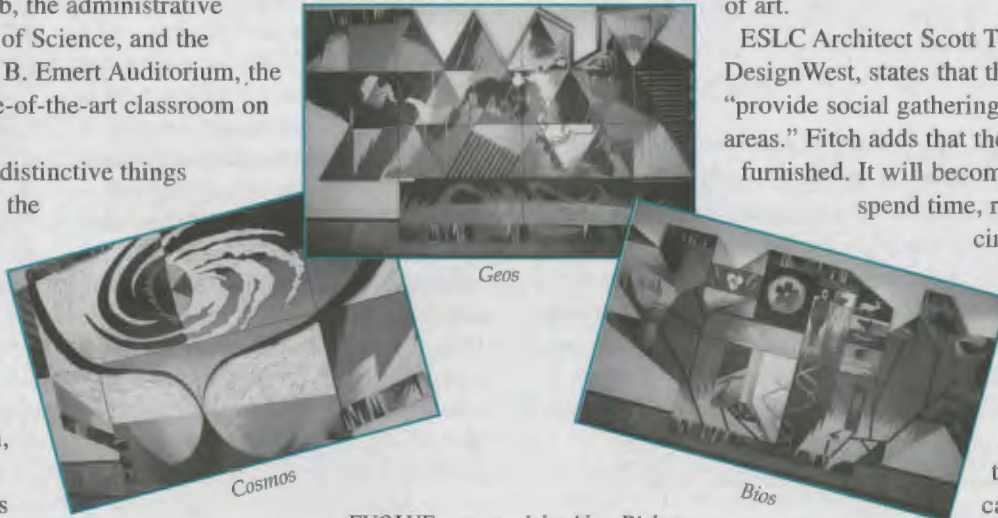 b, the administrative
of Science, and the
B. Emert Auditorium, the
e-of-the-art classroom on
distinctive things
the
s
Geos
Cosmos
Bios
of art.
ESLC Architect Scott T
DesignWest, states that th
"provide social gathering
areas." Fitch adds that the
furnished. It will becom
spend time, r
cin
t
ca